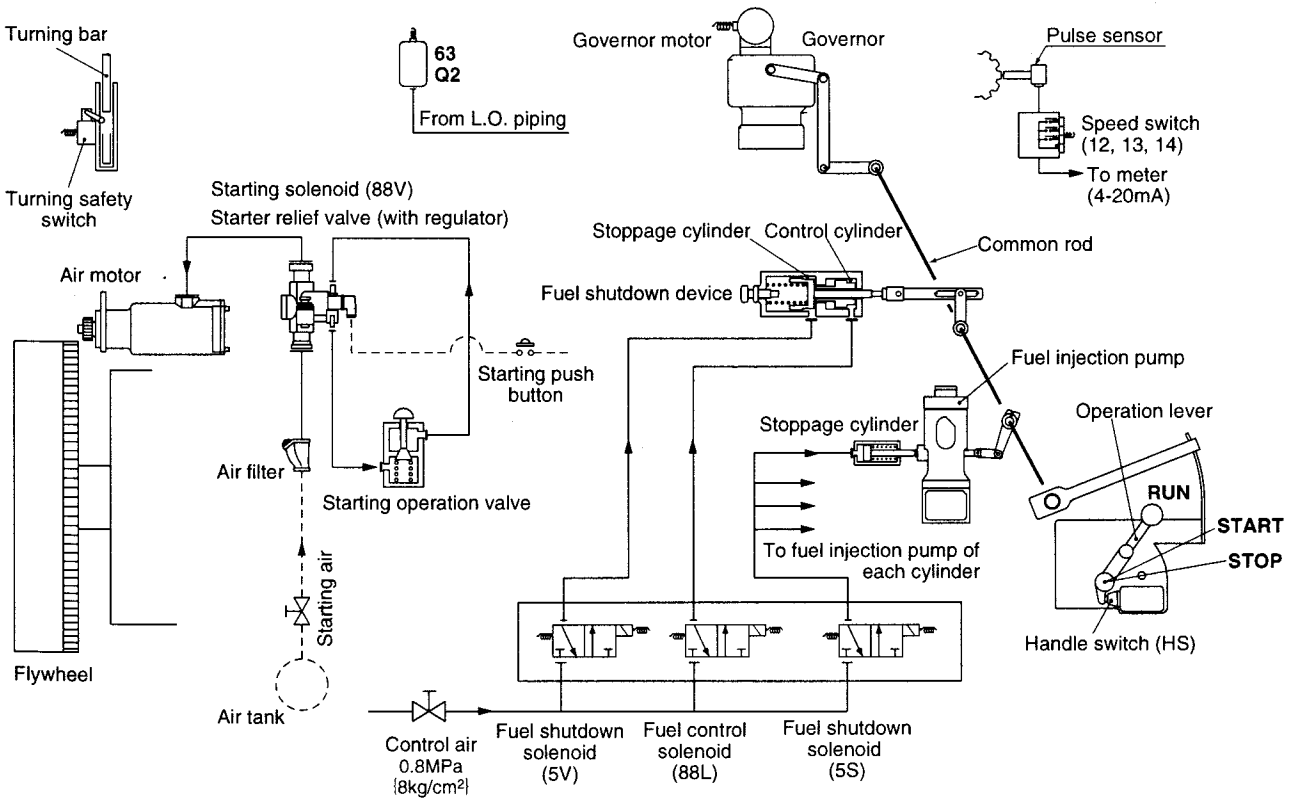 Turning bar
Turning safety
switch
63
Q2
From L.O. piping
Governor motor
Governor
Pulse sensor
Speed switch
(12, 13, 14)
To meter
(4-20mA)
Starting solenoid (88V)
Starter relief valve (with regulator)
Air motor
Stoppage cylinder
Control cylinder
Common rod
Fuel shutdown device
Starting push
button
Fuel injection pump
Operation lever
Stoppage cylinder
Air filter
Starting operation valve
RUN
START
STOP
To fuel injection pump of
each cylinder
Starting air
Handle switch (HS)
Flywheel
Air tank
Control air
0.8MPa
{8kg/cm²}
Fuel shutdown
solenoid
(5V)
Fuel control
solenoid
(88L)
Fuel shutdown
solenoid
(5S)